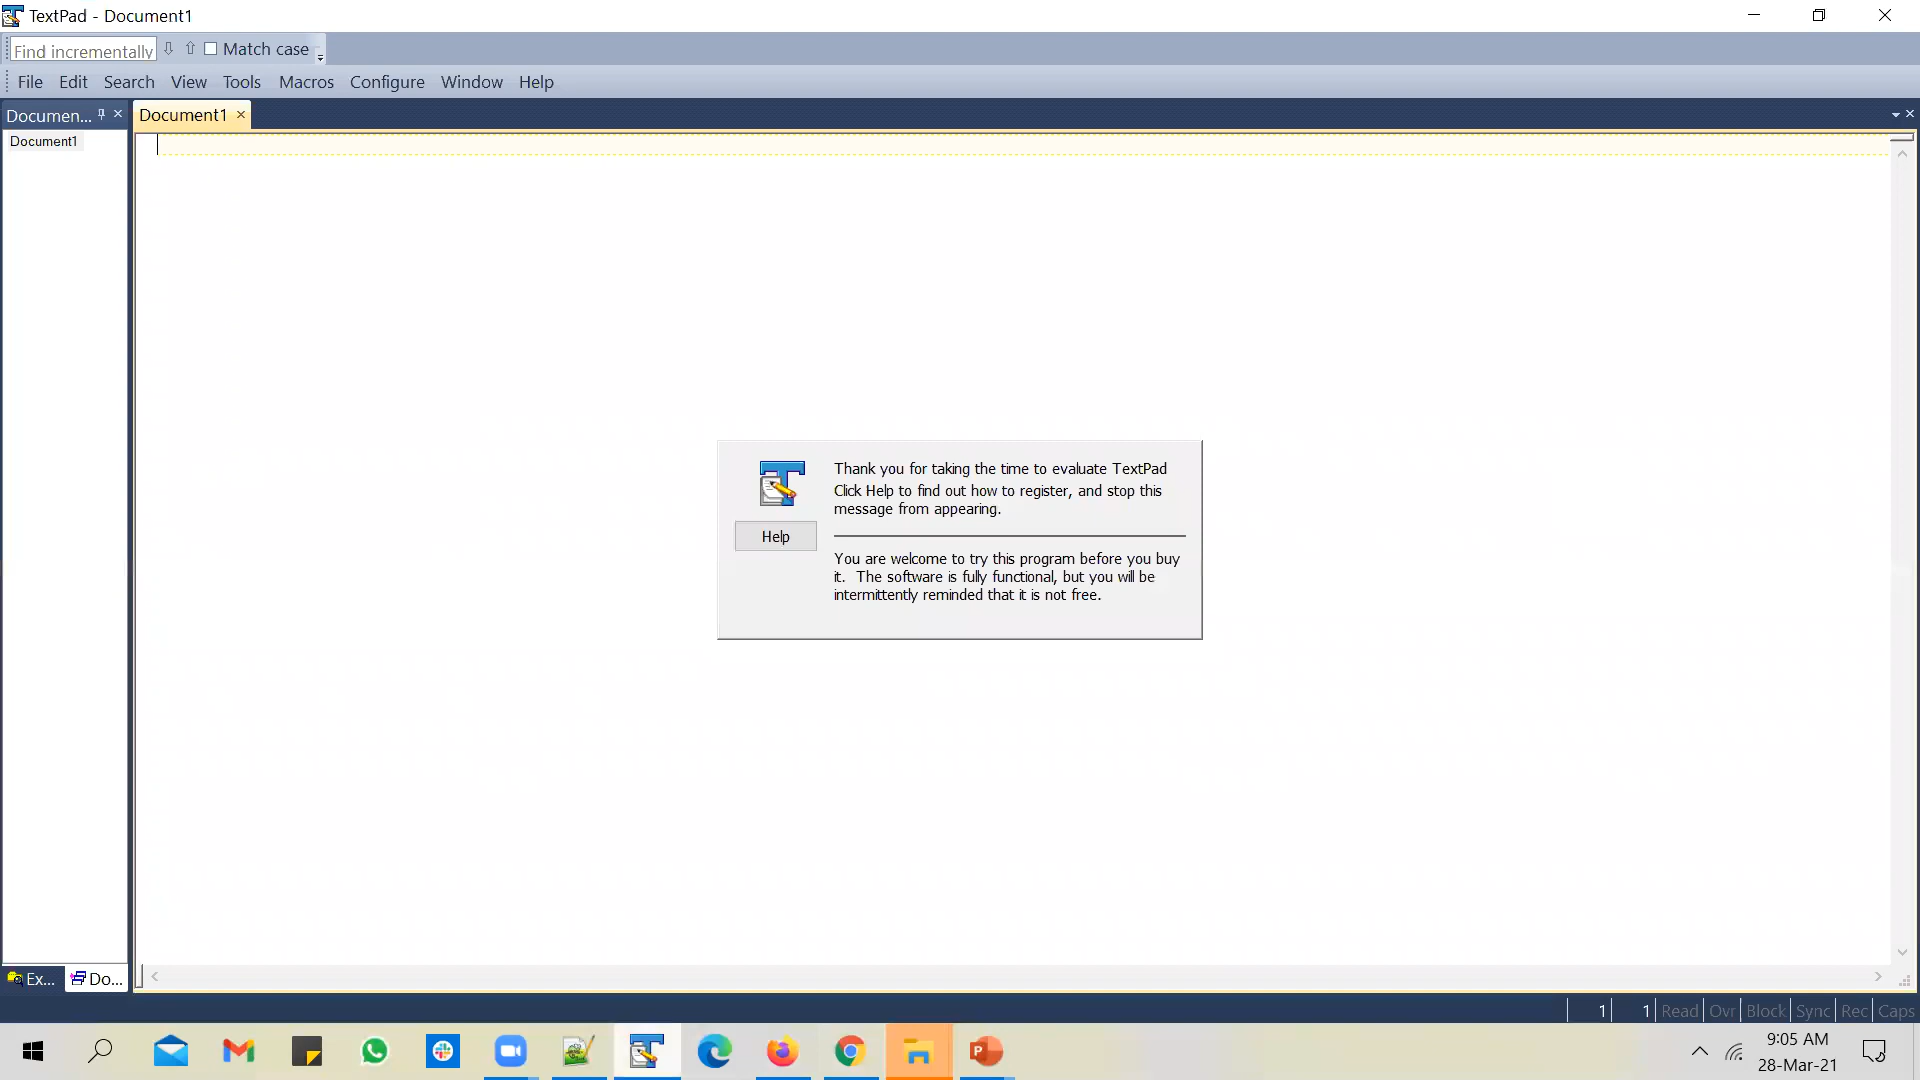 TextPad - Document1
Find incrementally
Match case
File Edit Search View Tools Macros Configure Window Help
Documen...
Document1
Document1
Thank you for taking the time to evaluate TextPad
Click Help to find out how to register, and stop this
message from appearing.
Help
You are welcome to try this program before you buy
it. The software is fully functional, but you will be
intermittently reminded that it is not free.
Ex...
Do...
1 1 Read Ovr Block Sync Rec Caps
9:05 AM
28-Mar-21